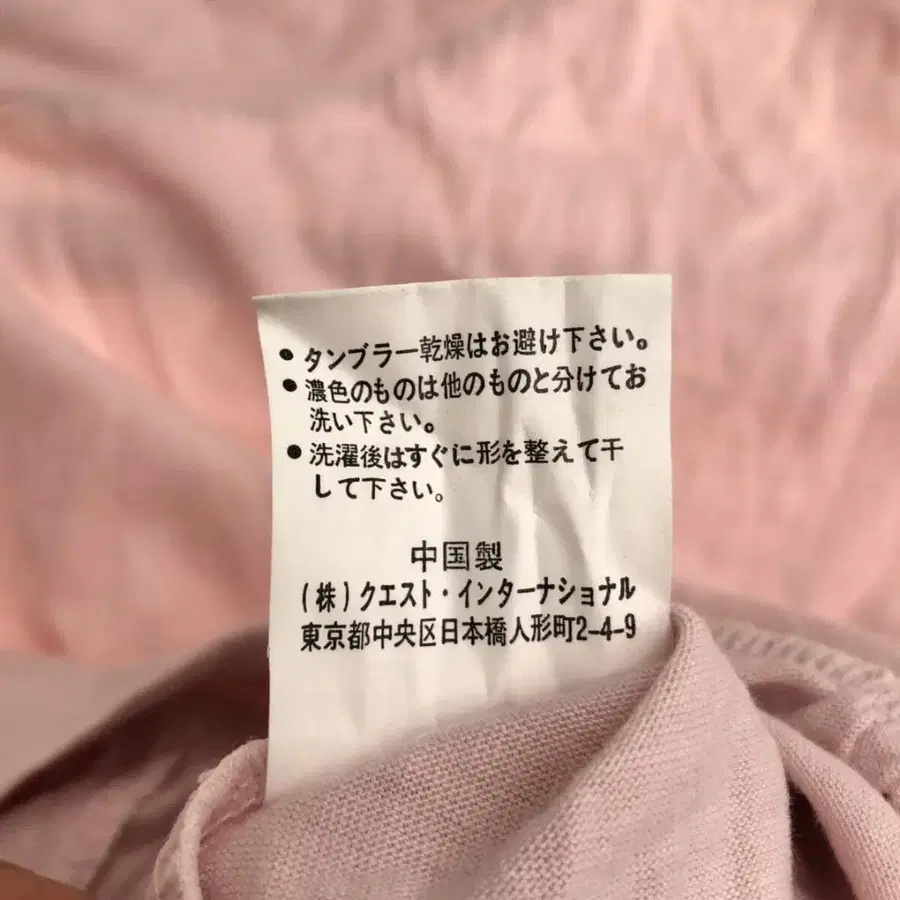 ● タンブラー乾燥はお避け下さい。
● 濃色のものは他のものと分けてお
洗い下さい。
● 洗濯後はすぐに形を整えて干
して下さい。
中国製
(株)クエスト・インターナショナル
東京都中央区日本橋人形町2-4-9